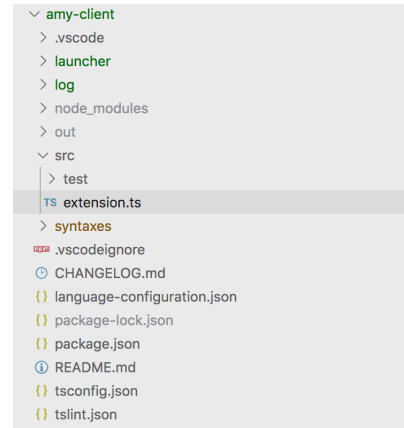 amy-client
.vscode
launcher
log
node_modules
out
src
test
TS extension.ts
syntaxes
.vscodeignore
CHANGELOG.md
{} language-configuration.json
{} package-lock.json
{} package.json
README.md
{} tsconfig.json
{} tslint.json